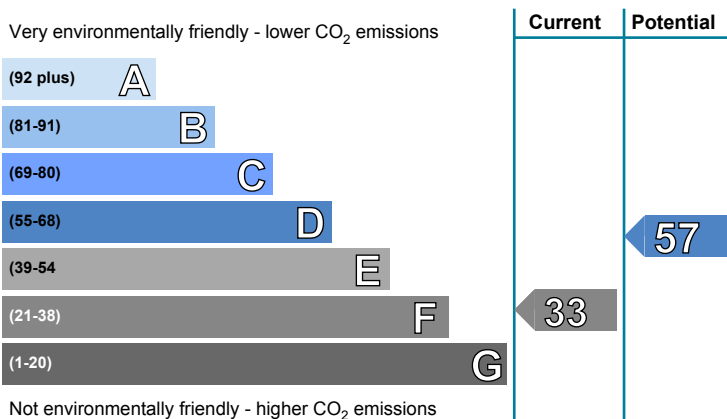 Current Potential
Very environmentally friendly - lower CO2 emissions
(92 plus) A
(81-91) B
(69-80) C
(55-68) D
57
(39-54 E
(21-38) F
33
(1-20) G
Not environmentally friendly - higher CO2 emissions